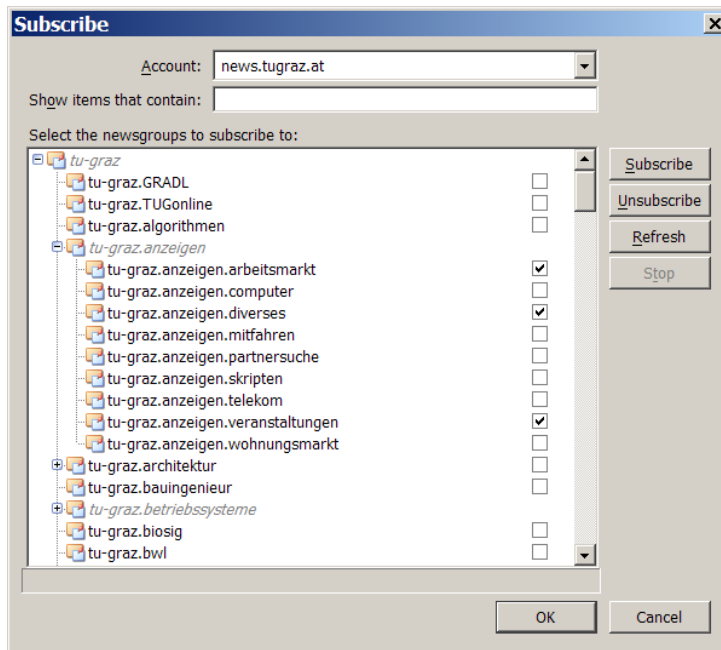 Subscribe
Account: news.tugraz.at
Show items that contain:
Select the newsgroups to subscribe to:
tu-graz
tu-graz.GRADL
tu-graz.TUGonline
tu-graz.algorithmen
tu-graz.anzeigen
tu-graz.anzeigen.arbeitsmarkt
tu-graz.anzeigen.computer
tu-graz.anzeigen.diverses
tu-graz.anzeigen.mitfahren
tu-graz.anzeigen.partnersuche
tu-graz.anzeigen.skripten
tu-graz.anzeigen.telekom
tu-graz.anzeigen.veranstaltungen
tu-graz.anzeigen.wohnungsmarkt
tu-graz.architektur
tu-graz.bauingenieur
tu-graz.betriebssysteme
tu-graz.biosig
tu-graz.bwl
Subscribe
Unsubscribe
Refresh
Stop
OK
Cancel